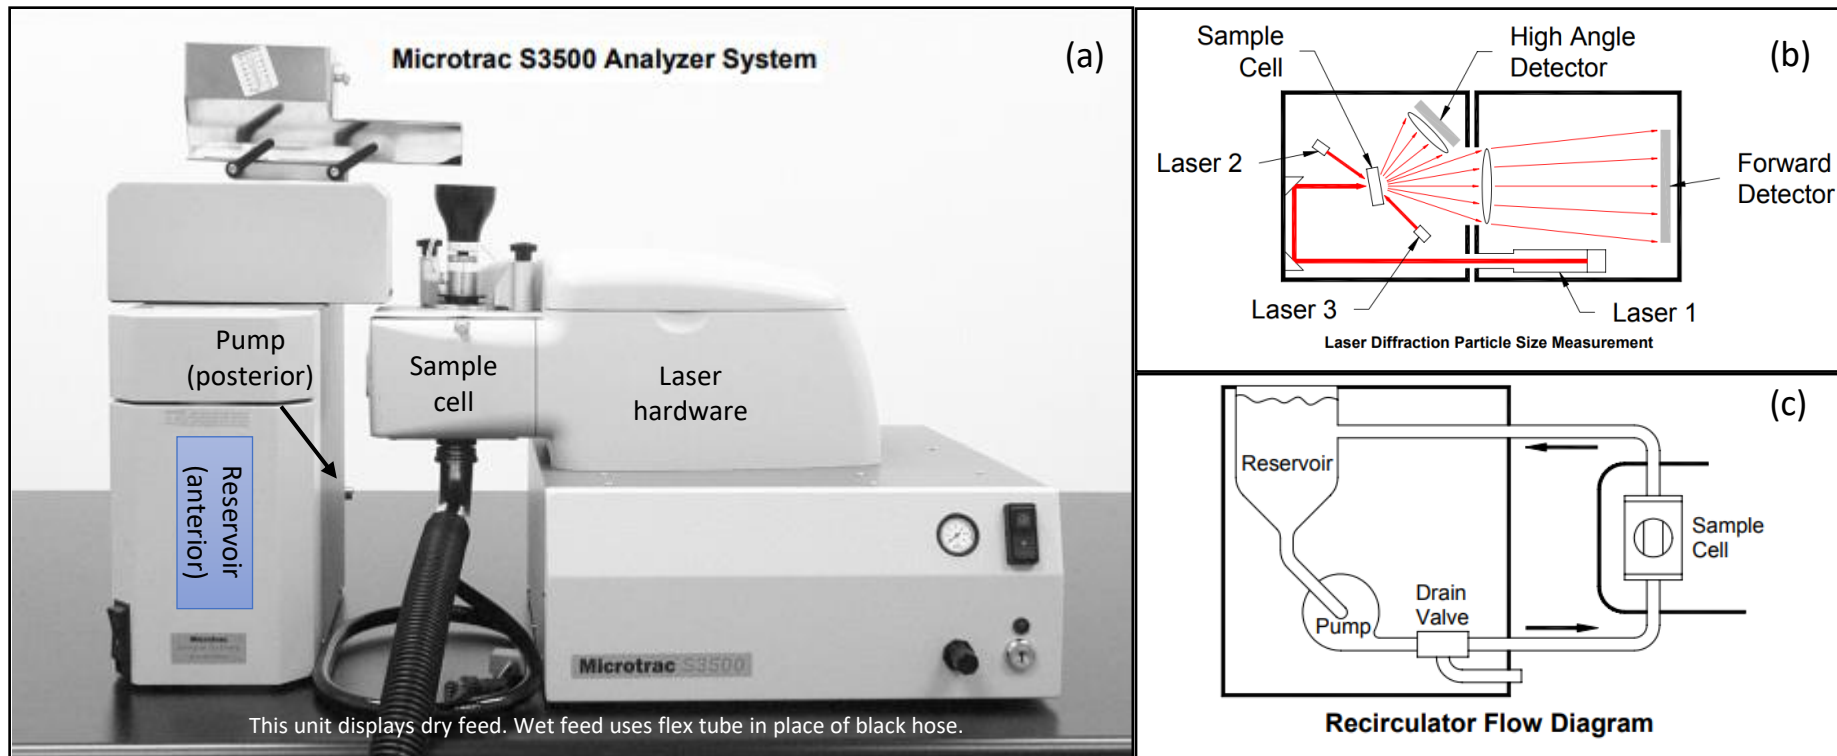 Microtrac S3500 Analyzer System
(a)
Pump
(posterior)
Sample
cell
Laser
hardware
Reservoir
(anterior)
Microtrac S3500
Microtrac
This unit displays dry feed. Wet feed uses flex tube in place of black hose.
Sample
Cell
High Angle
Detector
(b)
Laser 2
Forward
Detector
Laser 3
Laser 1
Laser Diffraction Particle Size Measurement
(c)
Reservoir
Sample
Cell
Drain
Valve
Pump
Recirculator Flow Diagram